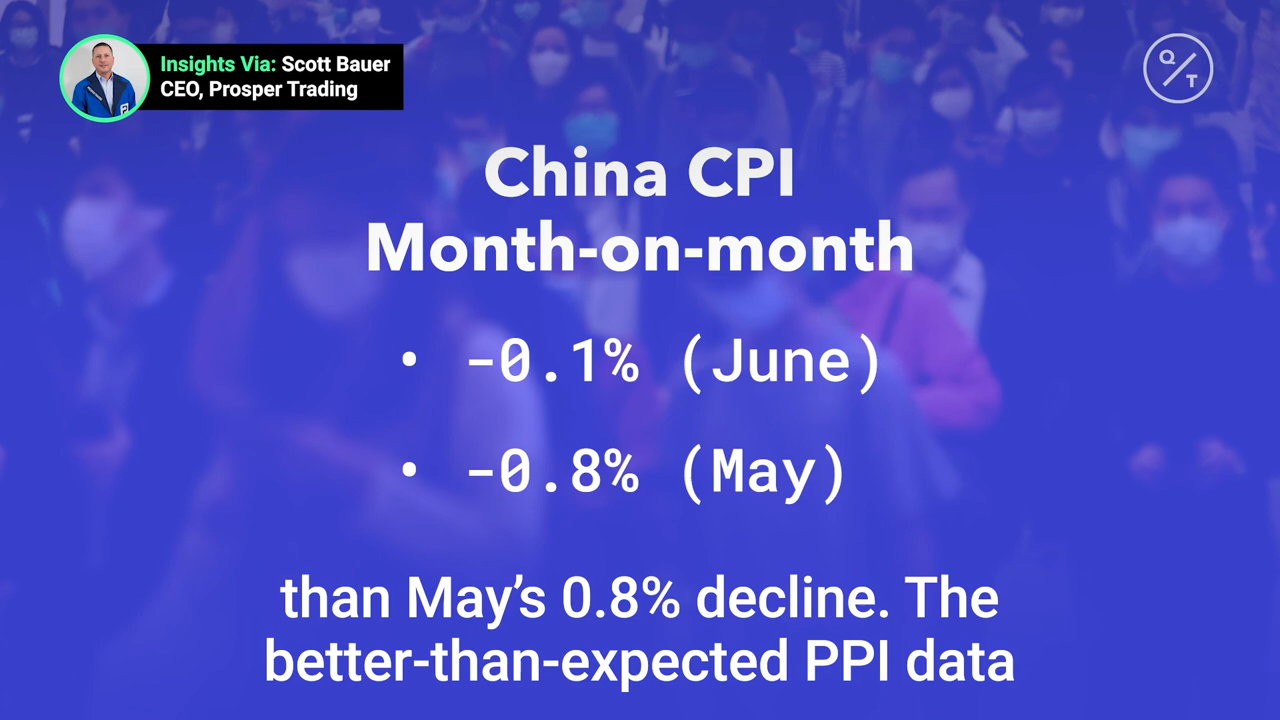 Insights Via: Scott Bauer
CEO, Prosper Trading
Q/T
China CPI
Month-on-month
• -0.1% (June)
• -0.8% (May)
than May’s 0.8% decline. The
better-than-expected PPI data